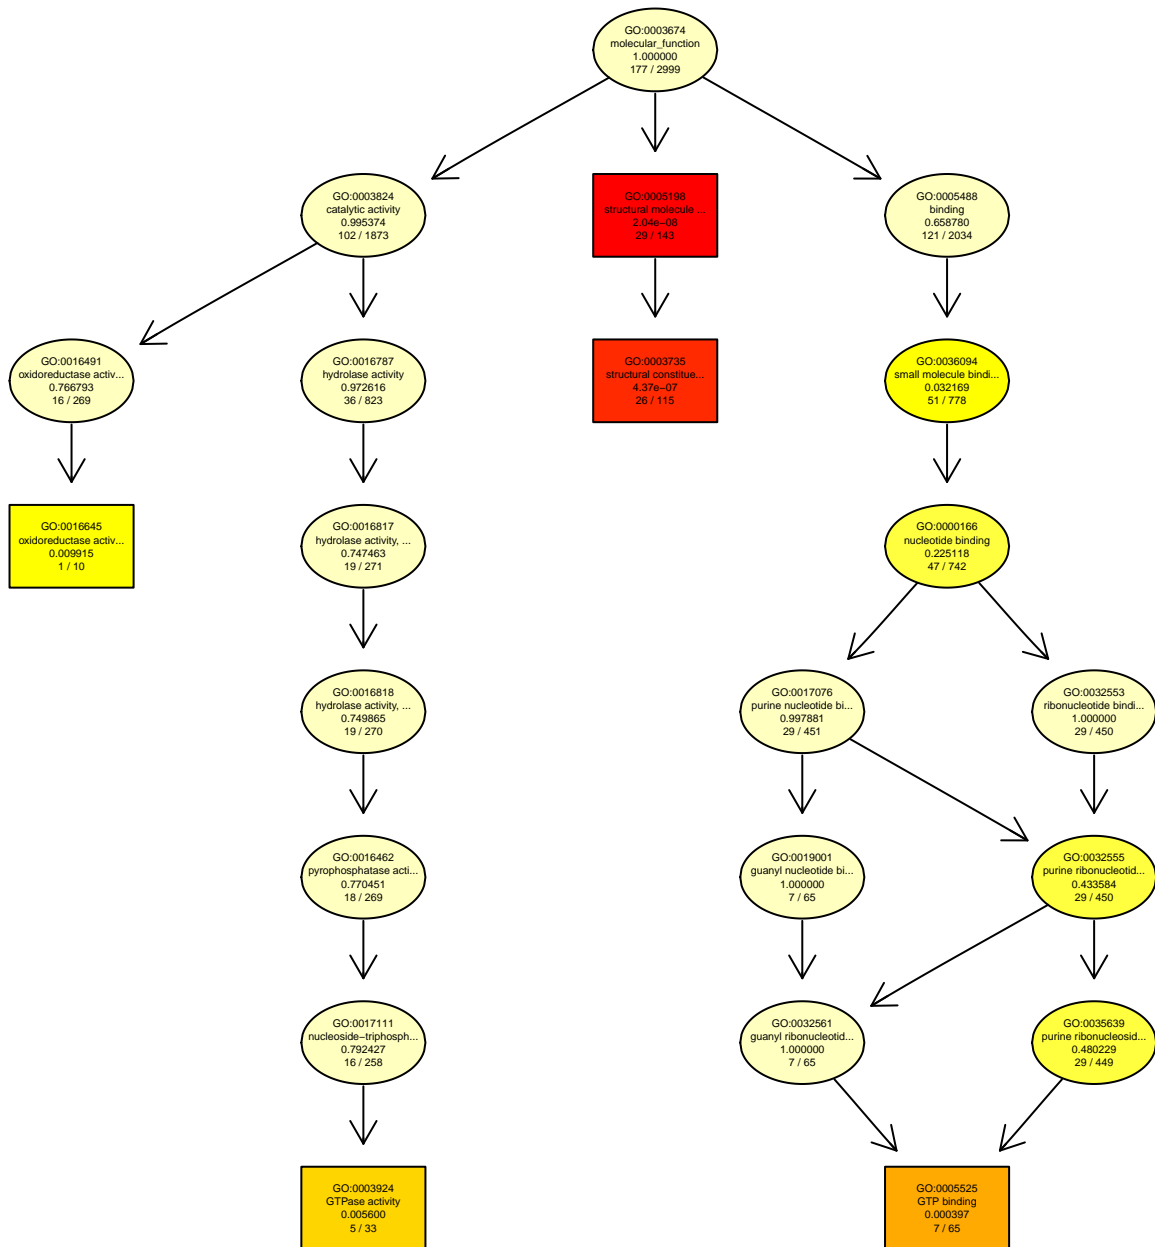 GO:0003674
molecular_function
1.000000
177 / 2999
GO:0003824
catalytic activity
0.995374
102 / 1873
GO:0005198
structural molecule ...
2.04e−08
29 / 143
GO:0005488
binding
0.658780
121 / 2034
GO:0016491
oxidoreductase activ...
0.766793
16 / 269
GO:0016787
hydrolase activity
0.972616
36 / 823
GO:0003735
structural constitue...
4.37e−07
26 / 115
GO:0036094
small molecule bindi...
0.032169
51 / 778
GO:0016645
oxidoreductase activ...
0.009915
1 / 10
GO:0016817
hydrolase activity, ...
0.747463
19 / 271
GO:0000166
nucleotide binding
0.225118
47 / 742
GO:0016818
hydrolase activity, ...
0.749865
19 / 270
GO:0017076
purine nucleotide bi...
0.997881
29 / 451
GO:0032553
ribonucleotide bindi...
1.000000
29 / 450
GO:0016462
pyrophosphatase acti...
0.770451
18 / 269
GO:0019001
guanyl nucleotide bi...
1.000000
7 / 65
GO:0032555
purine ribonucleotid...
0.433584
29 / 450
GO:0017111
nucleoside−triphosph...
0.792427
16 / 258
GO:0032561
guanyl ribonucleotid...
1.000000
7 / 65
GO:0035639
purine ribonucleosid...
0.480229
29 / 449
GO:0003924
GTPase activity
0.005600
5 / 33
GO:0005525
GTP binding
0.000397
7 / 65